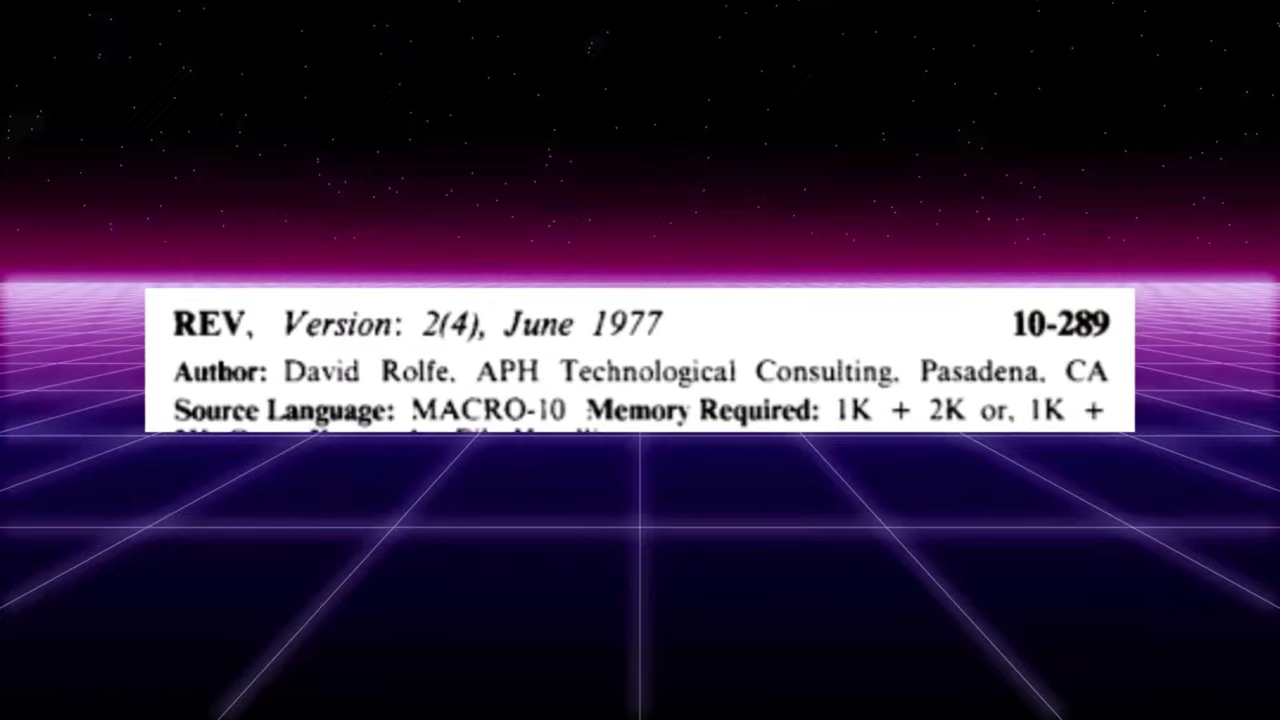 REV, Version: 2(4), June 1977 10-289
Author: David Rolfe, APH Technological Consulting, Pasadena, CA
Source Language: MACRO-10 Memory Required: 1K + 2K or, 1K +